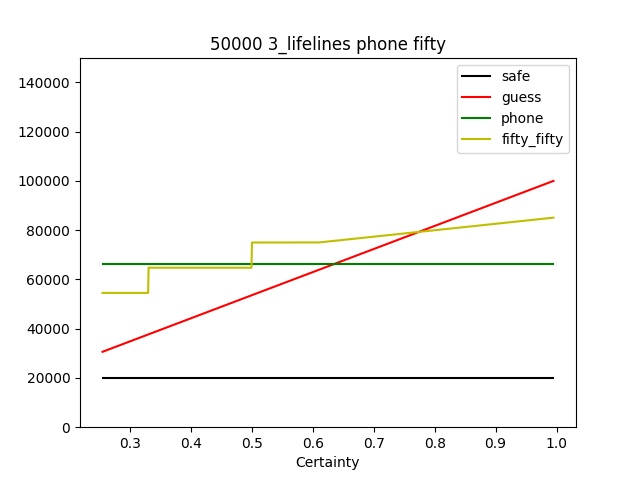 50000 3_lifelines phone fifty
safe
guess
phone
fifty_fifty
140000
120000
100000
80000
60000
40000
20000
0
0.3 0.4 0.5 0.6 0.7 0.8 0.9 1.0
Certainty